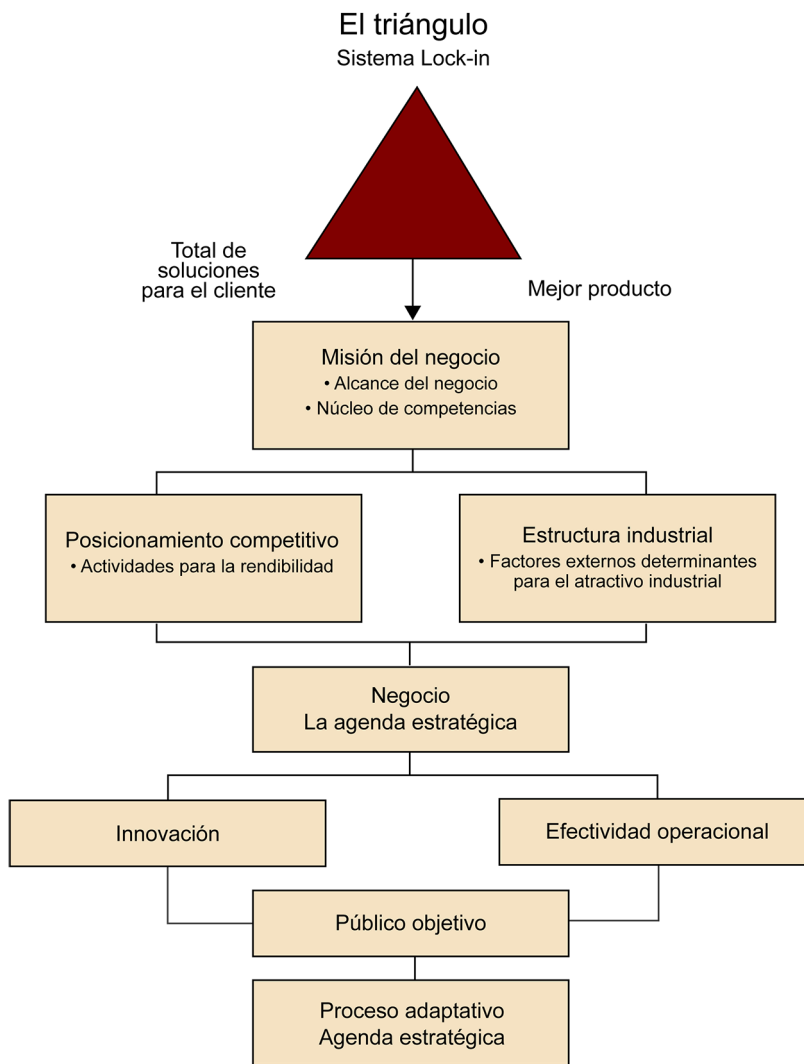 El triángulo
Sistema Lock-in
Total de
soluciones
para el cliente
Mejor producto
Misión del negocio
• Alcance del negocio
• Núcleo de competencias
Posicionamiento competitivo
• Actividades para la rendibilidad
Estructura industrial
• Factores externos determinantes
para el atractivo industrial
Negocio
La agenda estratégica
Innovación
Efectividad operacional
Público objetivo
Proceso adaptativo
Agenda estratégica